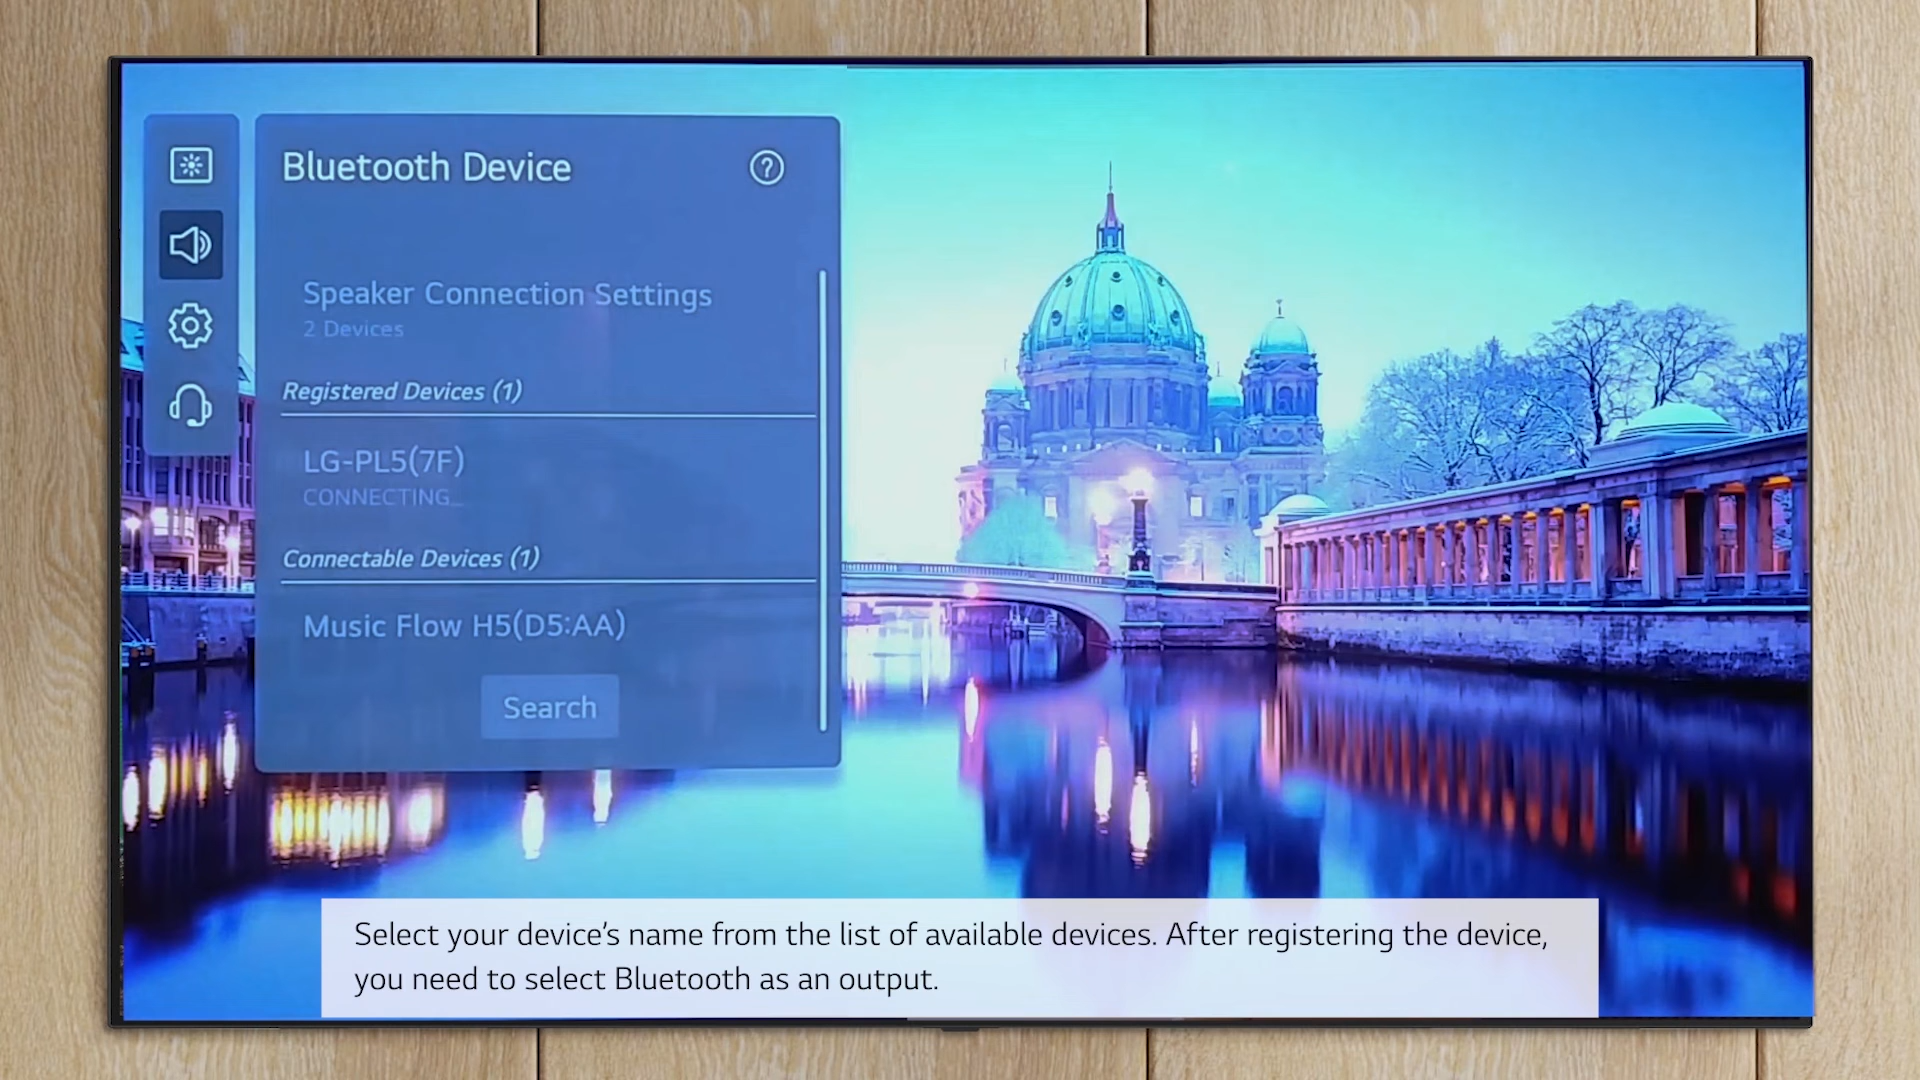 Bluetooth Device
Speaker Connection Settings
2 Devices
Registered Devices (1)
LG-PL5(7F)
CONNECTING...
Connectable Devices (1)
Music Flow H5(D5:AA)
Search
Select your device's name from the list of available devices. After registering the device,
you need to select Bluetooth as an output.